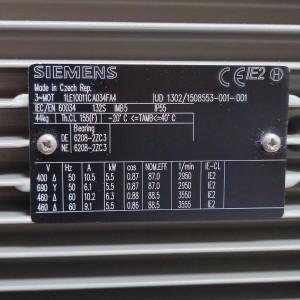 SIEMENS CE IE2 H
Made in Czech Rep.
3-MOT 1LE10011CA034FA4 UD 1302/1508553-001-001
IEC/EN 60034 132S IMB5 IP55
44kg Th.CL.155(F) -20°C <=TAMB<=40°C
Bearing
DE 6208-2ZC3
NE 6208-2ZC3
V Hz A kW cosφ NOM.EFF 1/min IE-CL
400 Δ 50 10.5 5.5 0.87 87.0 2950 IE2
690 Y 50 6.1 5.5 0.87 87.0 2950 IE2
460 Δ 60 10.2 6.3 0.88 88.5 3550 IE2
460 Δ 60 9.1 5.5 0.86 88.5 3555 IE2